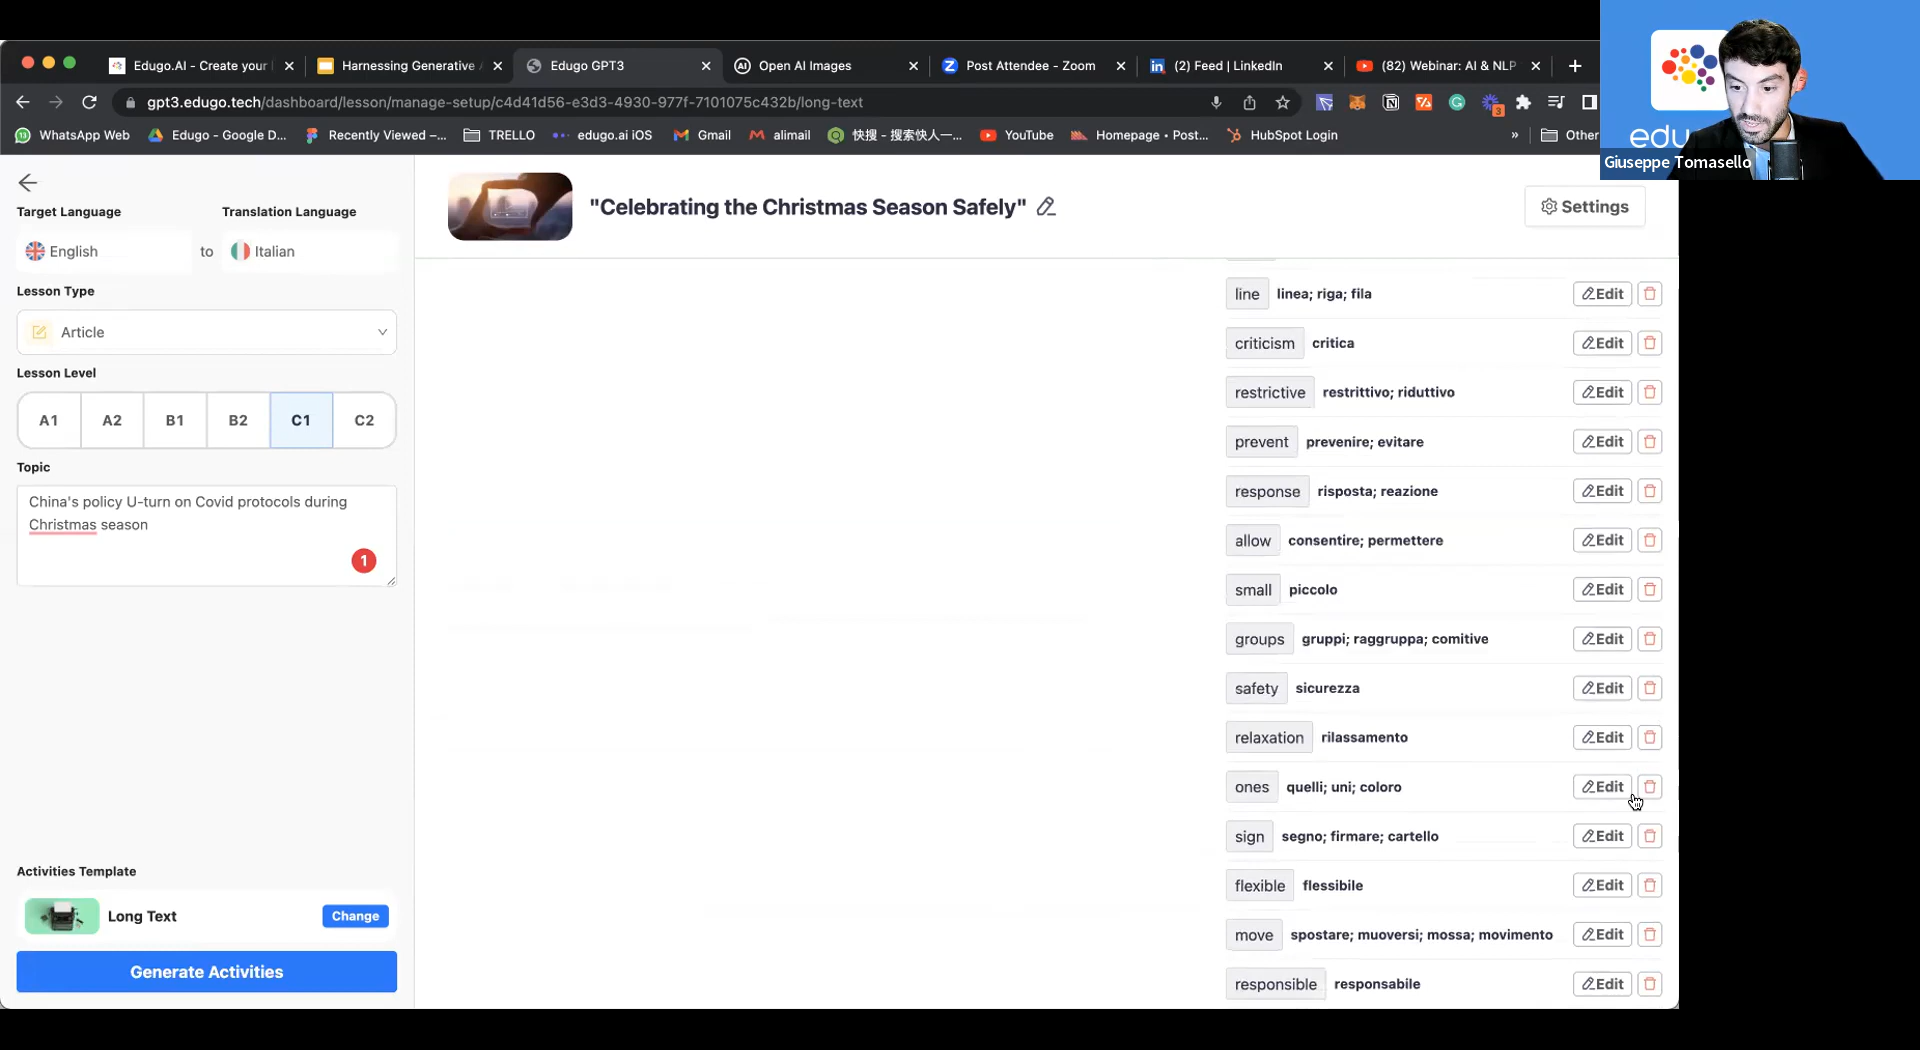 Edugo.AI - Create your
Harnessing Generative
Edugo GPT3
Open AI Images
Post Attendee - Zoom
(2) Feed | LinkedIn
(82) Webinar: AI & NLP
gpt3.edugo.tech/dashboard/lesson/manage-setup/c4d41d56-e3d3-4930-977f-7101075c432b/long-text
3
edu
Giuseppe Tomasello
WhatsApp Web
Edugo - Google D...
Recently Viewed –...
TRELLO
edugo.ai iOS
Gmail
alimail
快搜 - 搜索快人一...
YouTube
Homepage • Post...
HubSpot Login
»
Other
Target Language
Translation Language
English
to
Italian
Lesson Type
Article
Lesson Level
A1
A2
B1
B2
C1
C2
Topic
China's policy U-turn on Covid protocols during
Christmas season
1
Activities Template
Long Text
Change
Generate Activities
"Celebrating the Christmas Season Safely"
Settings
line linea; riga; fila Edit
criticism critica Edit
restrictive restrittivo; riduttivo Edit
prevent prevenire; evitare Edit
response risposta; reazione Edit
allow consentire; permettere Edit
small piccolo Edit
groups gruppi; raggruppa; comitive Edit
safety sicurezza Edit
relaxation rilassamento Edit
ones quelli; uni; coloro Edit
sign segno; firmare; cartello Edit
flexible flessibile Edit
move spostare; muoversi; mossa; movimento Edit
responsible responsabile Edit